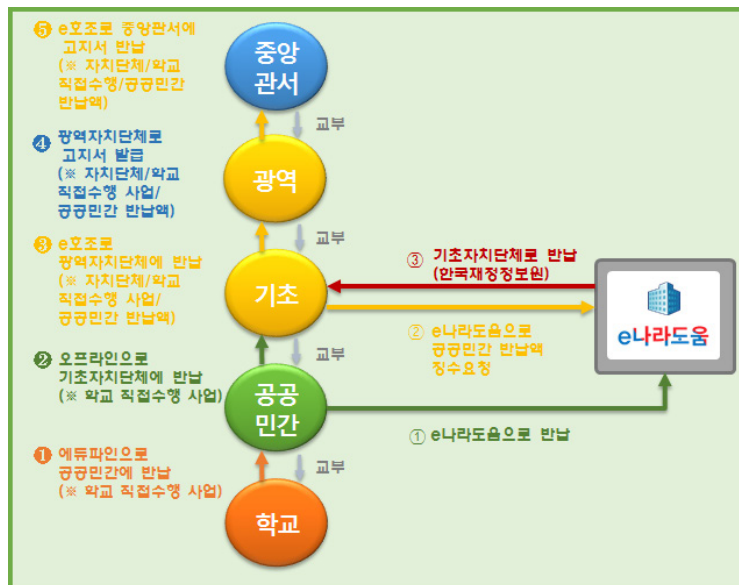 ❺ e호조로 중앙관서에
고지서 반납
(※ 자치단체/학교
직접수행/공공민간
반납액)
중앙
관서
교부
❹ 광역자치단체로
고지서 발급
(※ 자치단체/학교
직접수행 사업/
공공민간 반납액)
광역
교부
❸ e호조로
광역자치단체에 반납
(※ 자치단체/학교
직접수행 사업/
공공민간 반납액)
기초
③ 기초자치단체로 반납
(한국재정정보원)
e나라도움
② e나라도움으로
공공민간 반납액
징수요청
교부
❷ 오프라인으로
기초자치단체에 반납
(※ 학교 직접수행 사업)
공공
민간
① e나라도움으로 반납
❶ 에듀파인으로
공공민간에 반납
(※ 학교 직접수행 사업)
교부
학교